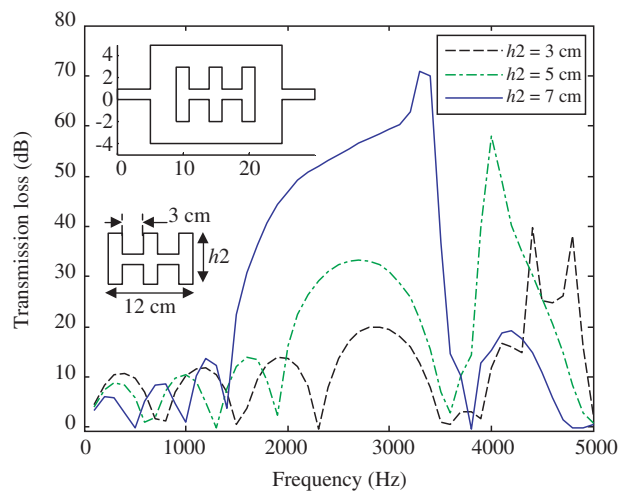 80
70
60
50
40
30
20
10
0
Transmission loss (dB)
4
2
0
-2
-4
0
10
20
h2 = 3 cm
h2 = 5 cm
h2 = 7 cm
3 cm
h2
12 cm
0
1000
2000
3000
4000
5000
Frequency (Hz)